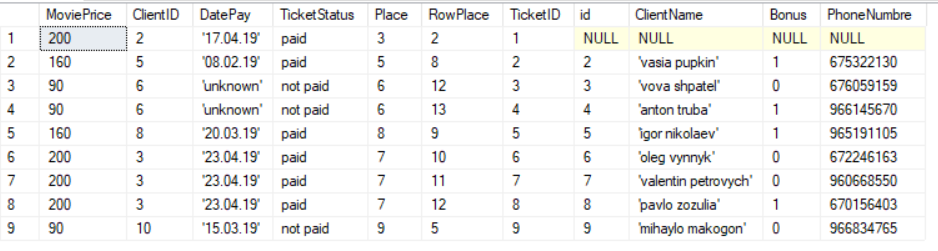 MoviePrice ClientID DatePay TicketStatus Place RowPlace TicketID id ClientName Bonus PhoneNumbre
1 200 2 '17.04.19' paid 3 2 1 NULL NULL NULL NULL
2 160 5 '08.02.19' paid 5 8 2 2 'vasia pupkin' 1 675322130
3 90 6 'unknown' not paid 6 12 3 3 'vova shpatel' 0 676059159
4 90 6 'unknown' not paid 6 13 4 4 'anton truba' 1 966145670
5 160 8 '20.03.19' paid 8 9 5 5 'igor nikolaev' 1 965191105
6 200 3 '23.04.19' paid 7 10 6 6 'oleg vynnyk' 0 672246163
7 200 3 '23.04.19' paid 7 11 7 7 'valentin petrovych' 0 960668550
8 200 3 '23.04.19' paid 7 12 8 8 'pavlo zozulia' 1 670156403
9 90 10 '15.03.19' not paid 9 5 9 9 'mihaylo makogon' 0 966834765